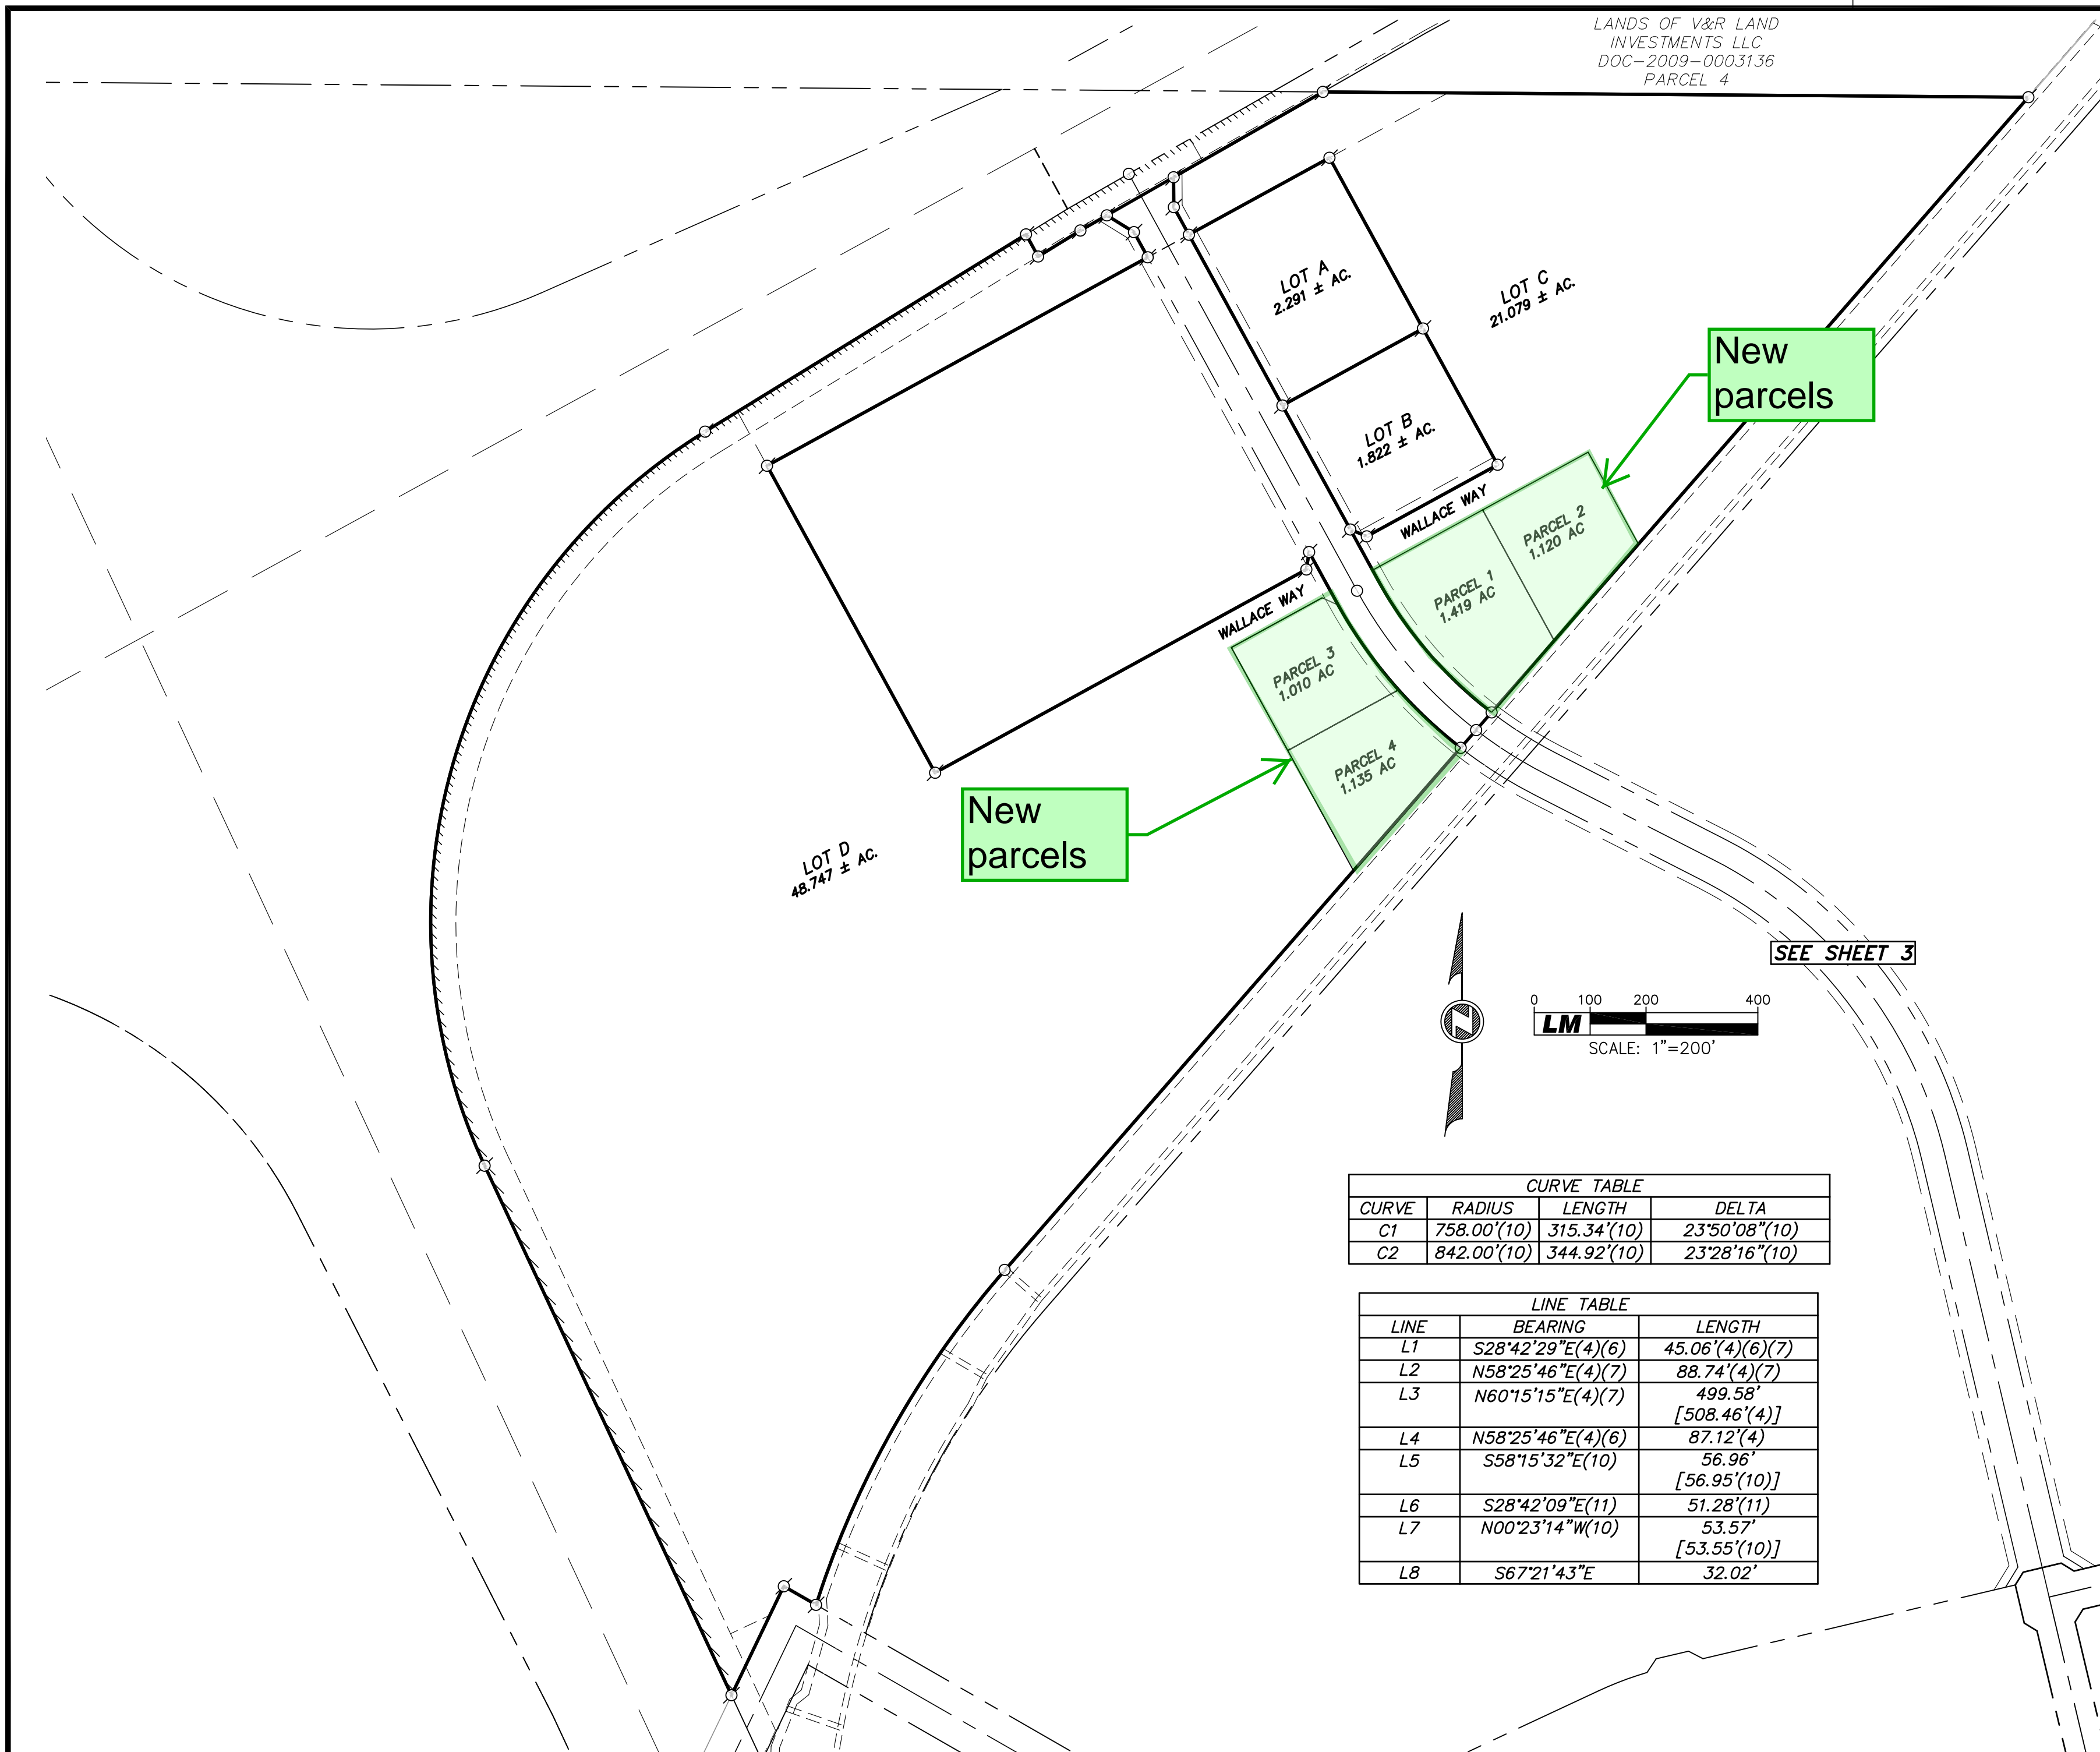 LANDS OF V&R LAND
INVESTMENTS LLC
DOC-2009-0003136
PARCEL 4
LOT A
2.291 ± AC.
LOT C
21.079 ± AC.
New
parcels
LOT B
1.822 ± AC.
WALLACE WAY
PARCEL 2
1.120 AC
PARCEL 1
1.419 AC
WALLACE WAY
PARCEL 3
1.010 AC
PARCEL 4
1.135 AC
New
parcels
LOT D
48.747 ± AC.
SEE SHEET 3
N
0 100 200 400
LM
SCALE: 1"=200'
CURVE TABLE
CURVE RADIUS LENGTH DELTA
C1 758.00'(10) 315.34'(10) 23°50'08"(10)
C2 842.00'(10) 344.92'(10) 23°28'16"(10)
LINE TABLE
LINE BEARING LENGTH
L1 S28°42'29"E(4)(6) 45.06'(4)(6)(7)
L2 N58°25'46"E(4)(7) 88.74'(4)(7)
L3 N60°15'15"E(4)(7) 499.58'
[508.46'(4)]
L4 N58°25'46"E(4)(6) 87.12'(4)
L5 S58°15'32"E(10) 56.96'
[56.95'(10)]
L6 S28°42'09"E(11) 51.28'(11)
L7 N00°23'14"W(10) 53.57'
[53.55'(10)]
L8 S67°21'43"E 32.02'